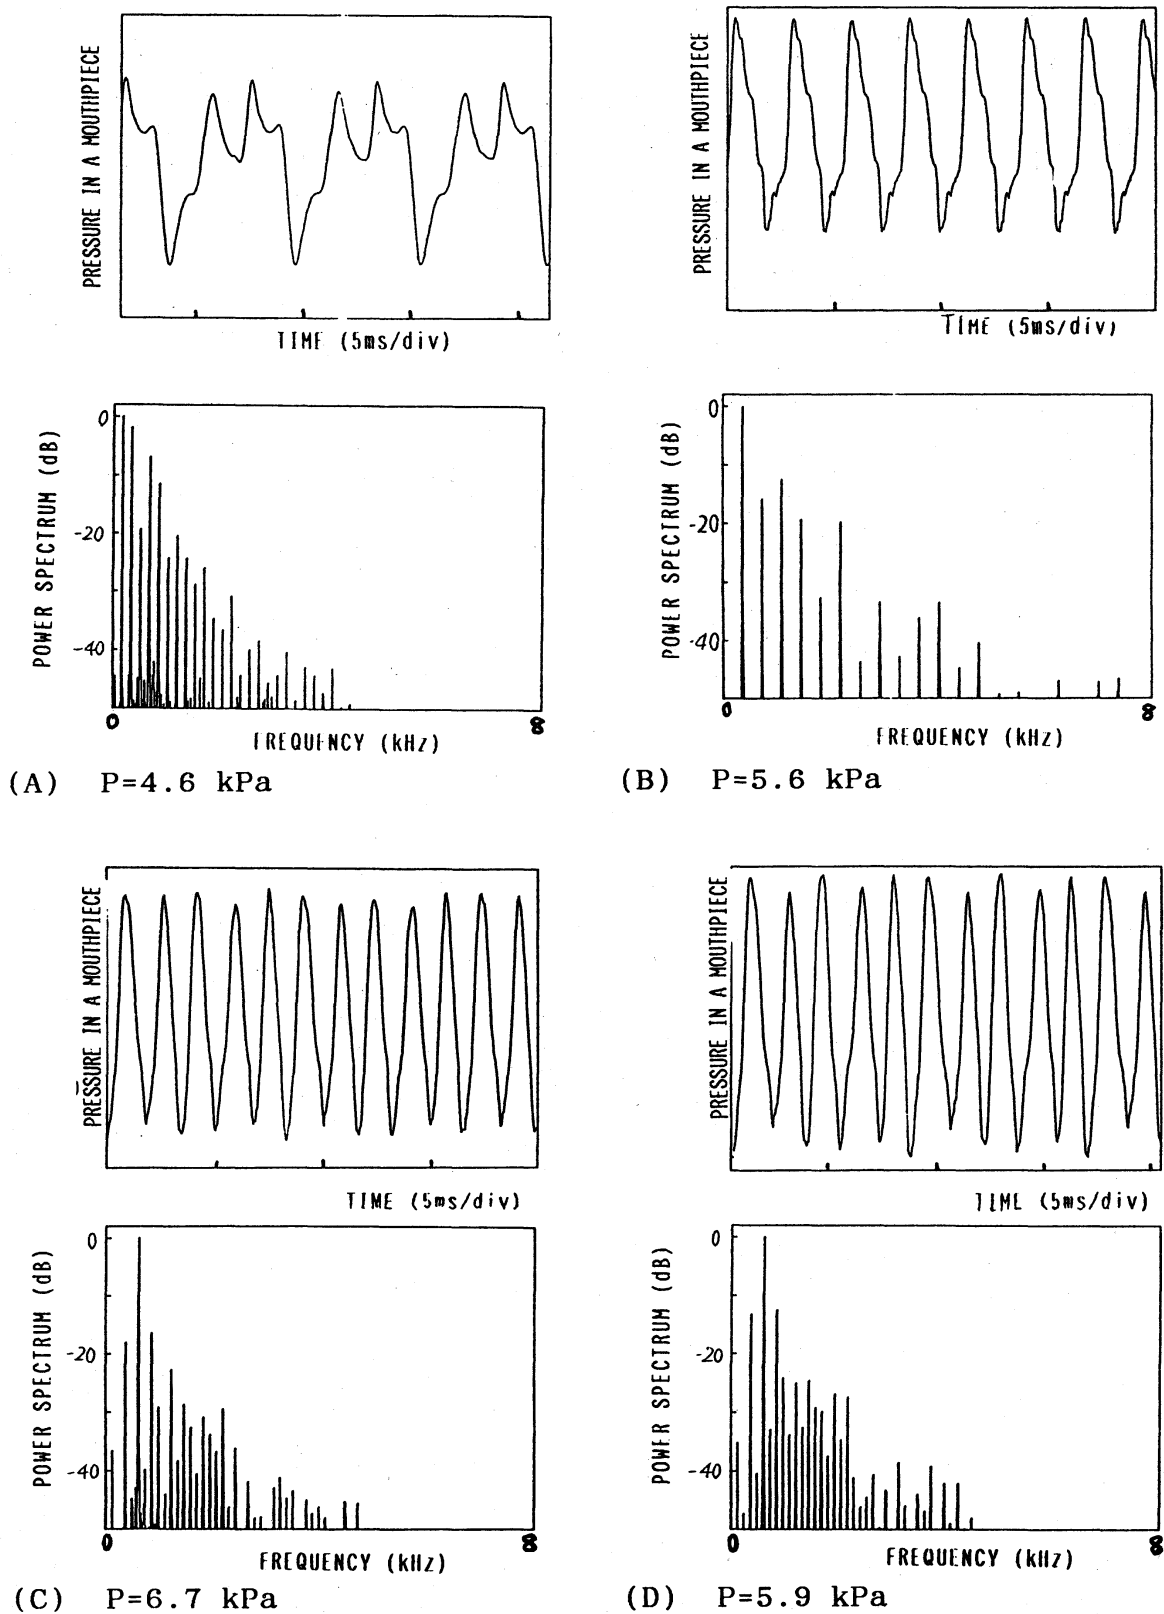 PRESSURE IN A MOUTHPIECE
TIME (5ms/div)
PRESSURE IN A MOUTHPIECE
TIME (5ms/div)
POWER SPECTRUM (dB)
0
-20
-40
0
8
FREQUENCY (kHz)
(A) P=4.6 kPa
POWER SPECTRUM (dB)
0
-20
-40
0
8
FREQUENCY (kHz)
(B) P=5.6 kPa
PRESSURE IN A MOUTHPIECE
TIME (5ms/div)
PRESSURE IN A MOUTHPIECE
TIME (5ms/div)
POWER SPECTRUM (dB)
0
-20
-40
0
8
FREQUENCY (kHz)
(C) P=6.7 kPa
POWER SPECTRUM (dB)
0
-20
-40
0
8
FREQUENCY (kHz)
(D) P=5.9 kPa